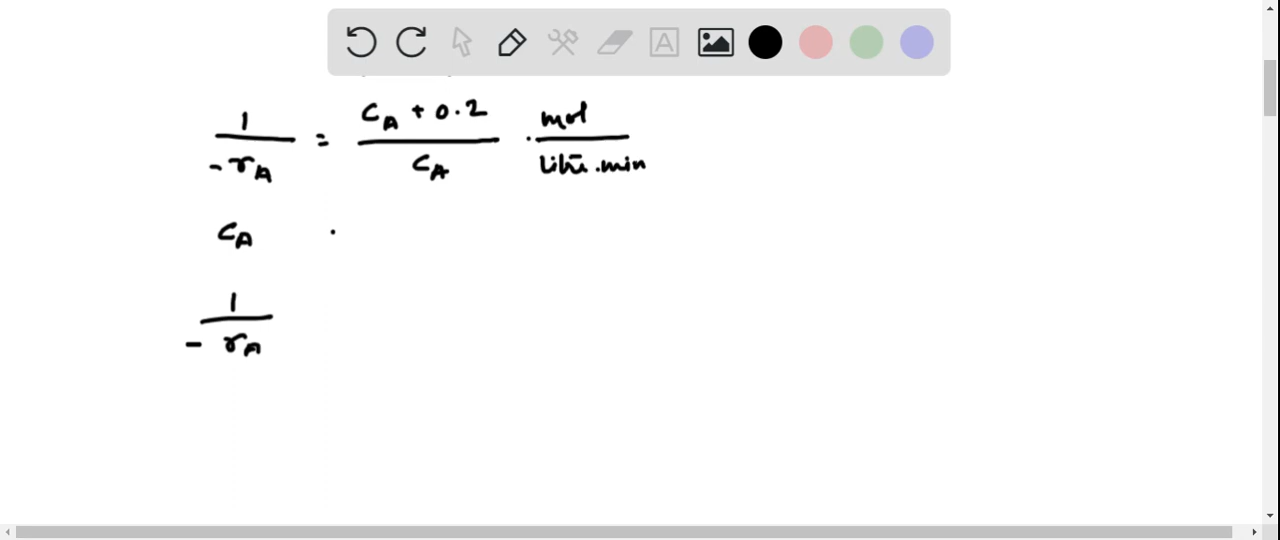 1 / -rA = CA + 0.2 / CA . mol / Litre.min
CA .
1 / - rA